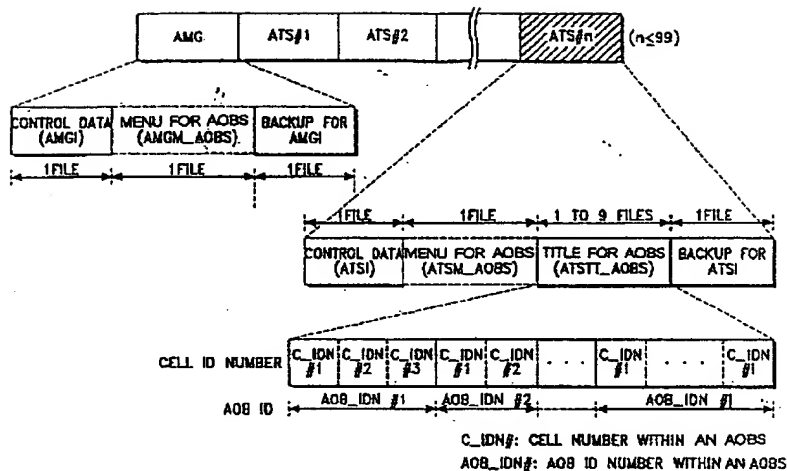 AMG ATS#1 ATS#2 ATS#n (n≤99)
CONTROL DATA (AMGI) MENU FOR AOBS (AMGM_AOBS) BACKUP FOR AMGI
1FILE 1FILE 1FILE
1FILE 1FILE 1 TO 9 FILES 1FILE
CONTROL DATA (ATSI) MENU FOR AOBS (ATSM_AOBS) TITLE FOR AOBS (ATSTT_AOBS) BACKUP FOR ATSI
CELL ID NUMBER C_IDN #1 C_IDN #2 C_IDN #3 C_IDN #1 C_IDN #2 . . . C_IDN #1 . . . C_IDN #1
AOB ID AOB_IDN #1 AOB_IDN #2 AOB_IDN #1
C_IDN#: CELL NUMBER WITHIN AN AOBS
AOB_IDN#: AOB ID NUMBER WITHIN AN AOBS